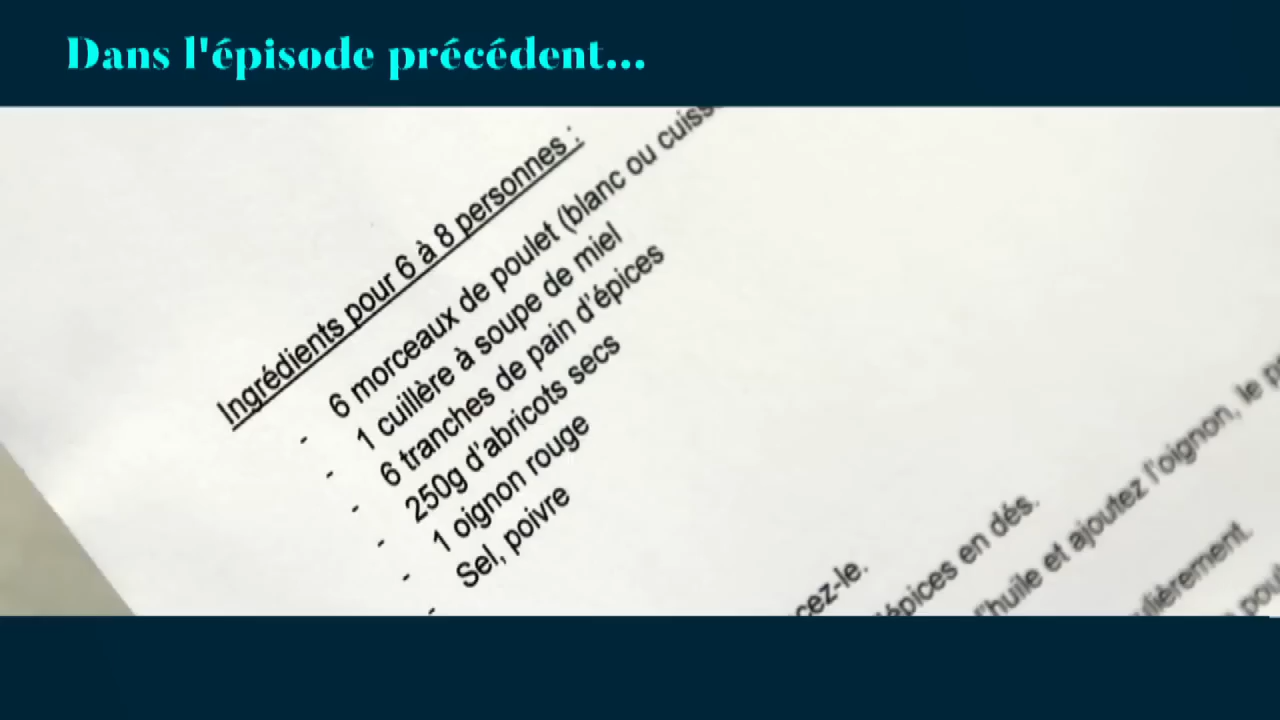 Dans l'épisode précédent...
Ingrédients pour 6 à 8 personnes :
- 6 morceaux de poulet (blanc ou
- 1 cuillère à soupe de miel
- 6 tranches de pain d'épices
- 250g d'abricots secs
- 1 oignon rouge
- Sel, poivre
cez-le.
épices en dés.
l'huile et ajoutez l'oignon, le